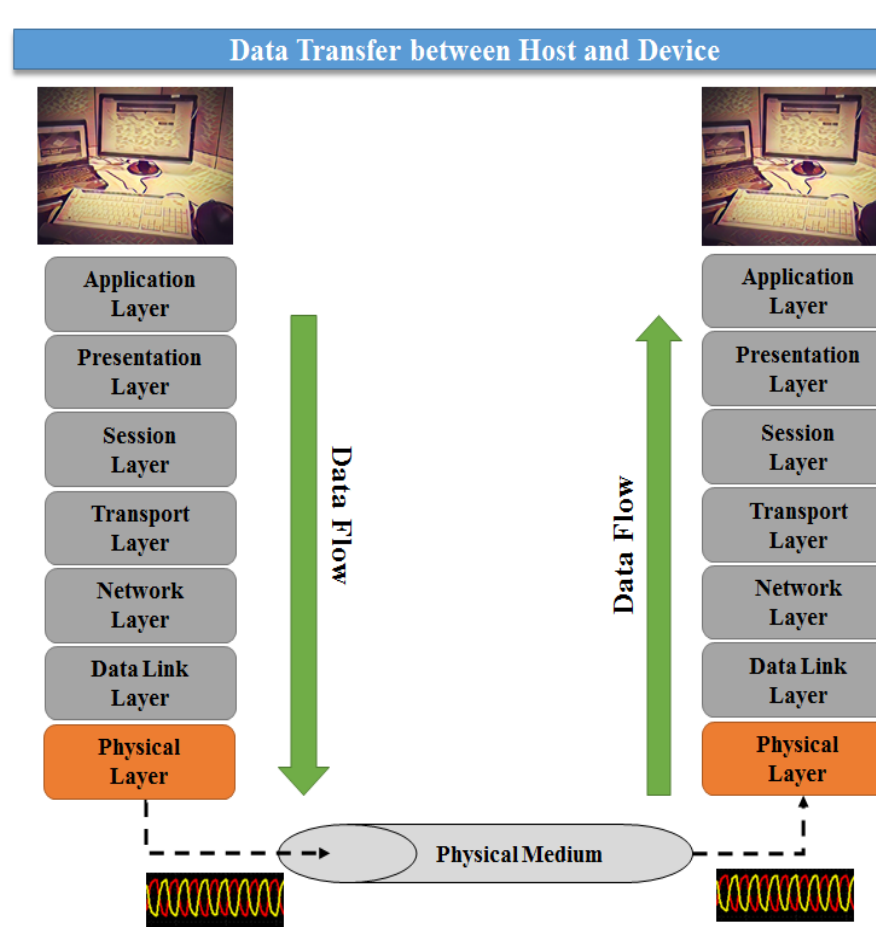 Data Transfer between Host and Device
Application
Layer
Presentation
Layer
Session
Layer
Transport
Layer
Network
Layer
Data Link
Layer
Physical
Layer
Data Flow
Data Flow
Application
Layer
Presentation
Layer
Session
Layer
Transport
Layer
Network
Layer
Data Link
Layer
Physical
Layer
Physical Medium